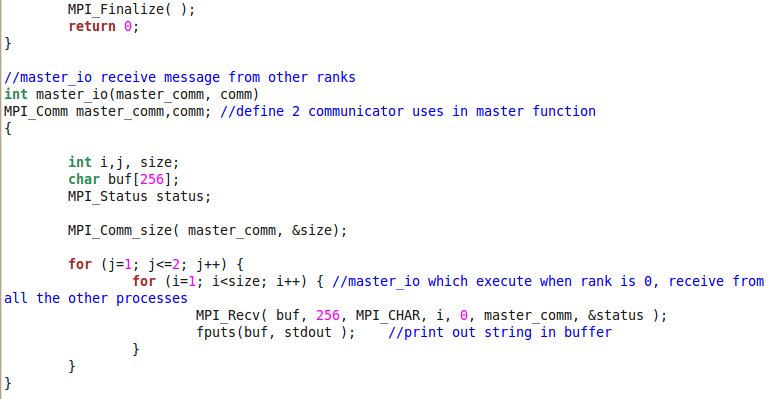 MPI_Finalize( );
        return 0;
}

//master_io receive message from other ranks
int master_io(master_comm, comm)
MPI_Comm master_comm,comm; //define 2 communicator uses in master function
{

        int i,j, size;
        char buf[256];
        MPI_Status status;

        MPI_Comm_size( master_comm, &size);

        for (j=1; j<=2; j++) {
                for (i=1; i<size; i++) { //master_io which execute when rank is 0, receive from
all the other processes
                        MPI_Recv( buf, 256, MPI_CHAR, i, 0, master_comm, &status );
                        fputs(buf, stdout );    //print out string in buffer
                }
        }
}